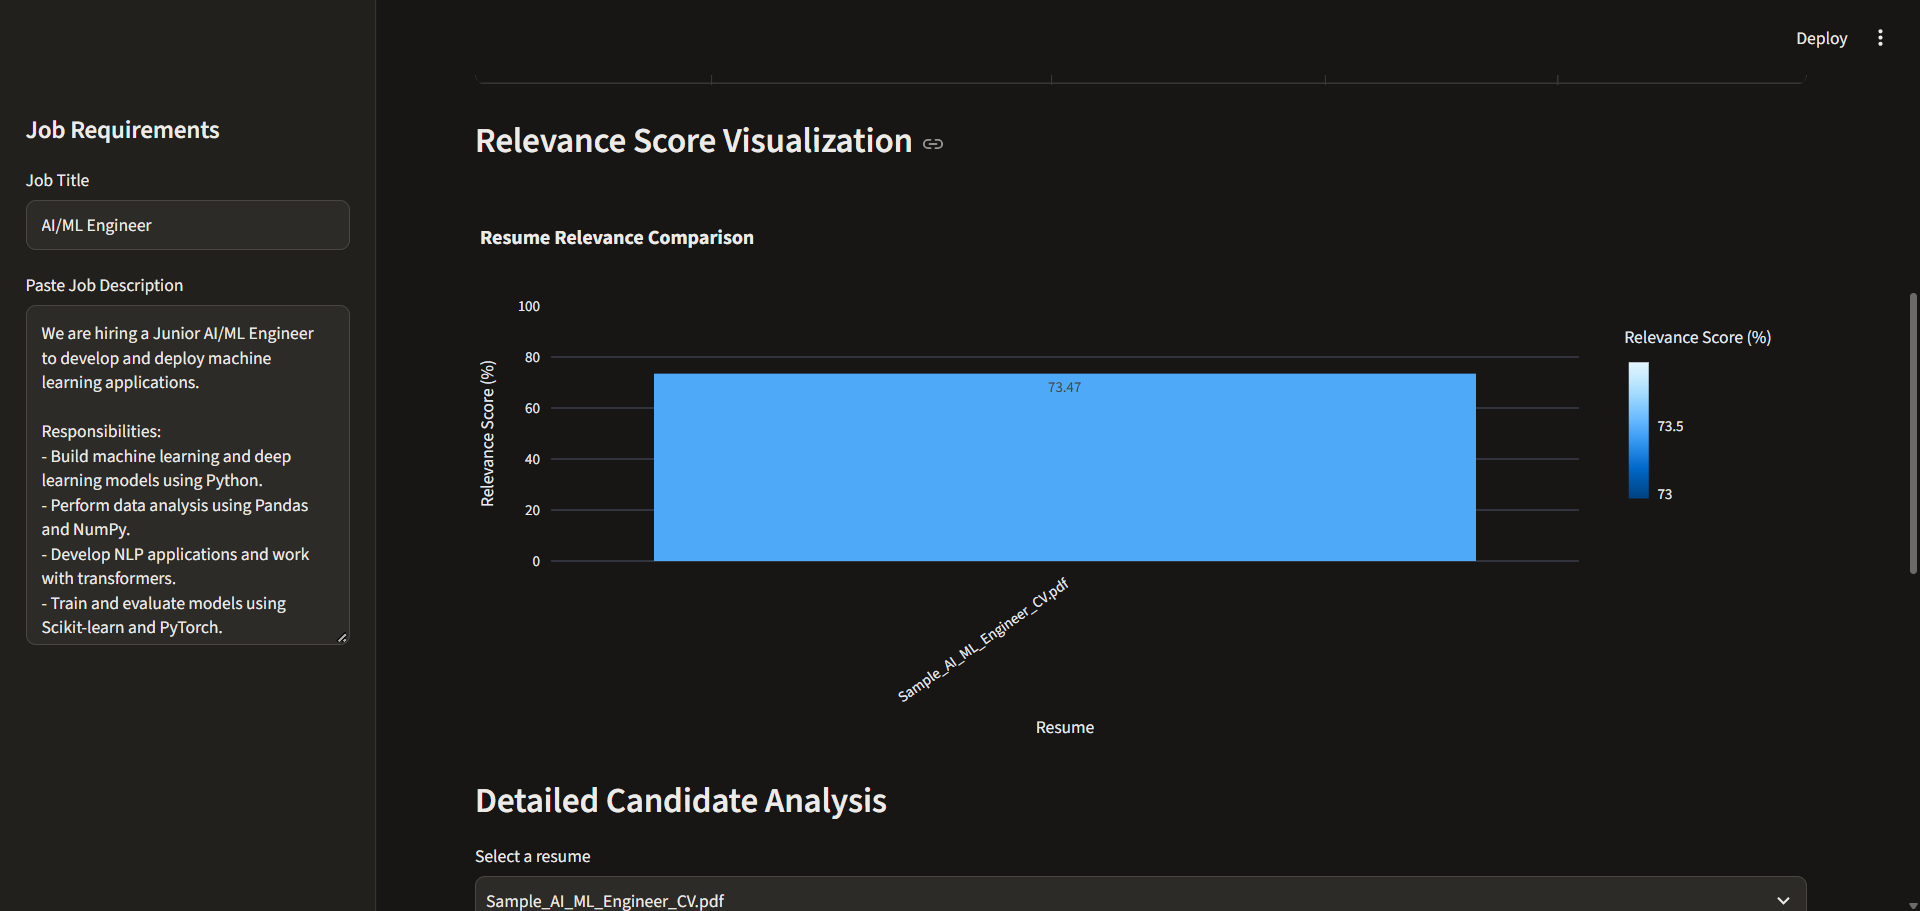 Deploy
Job Requirements
Job Title
AI/ML Engineer
Paste Job Description
We are hiring a Junior AI/ML Engineer
to develop and deploy machine
learning applications.
Responsibilities:
- Build machine learning and deep
learning models using Python.
- Perform data analysis using Pandas
and NumPy.
- Develop NLP applications and work
with transformers.
- Train and evaluate models using
Scikit-learn and PyTorch.
Relevance Score Visualization
Resume Relevance Comparison
100
80
60
40
20
0
Relevance Score (%)
73.47
Sample_AI_ML_Engineer_CV.pdf
Resume
Relevance Score (%)
73.5
73
Detailed Candidate Analysis
Select a resume
Sample_AI_ML_Engineer_CV.pdf